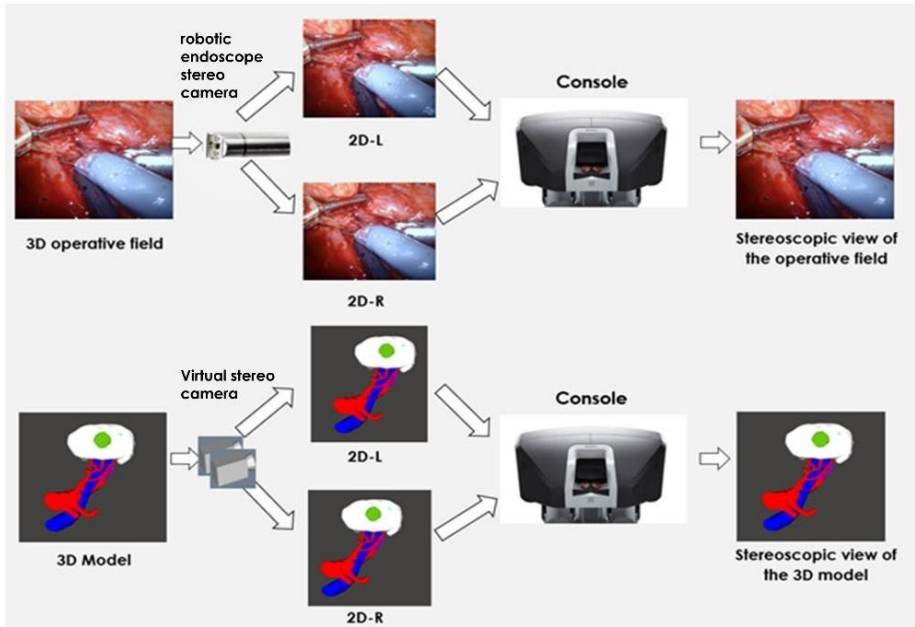 robotic
endoscope
stereo
camera
3D operative field
2D-L
2D-R
Console
Stereoscopic view of
the operative field
Virtual stereo
camera
3D Model
2D-L
2D-R
Console
Stereoscopic view of
the 3D model